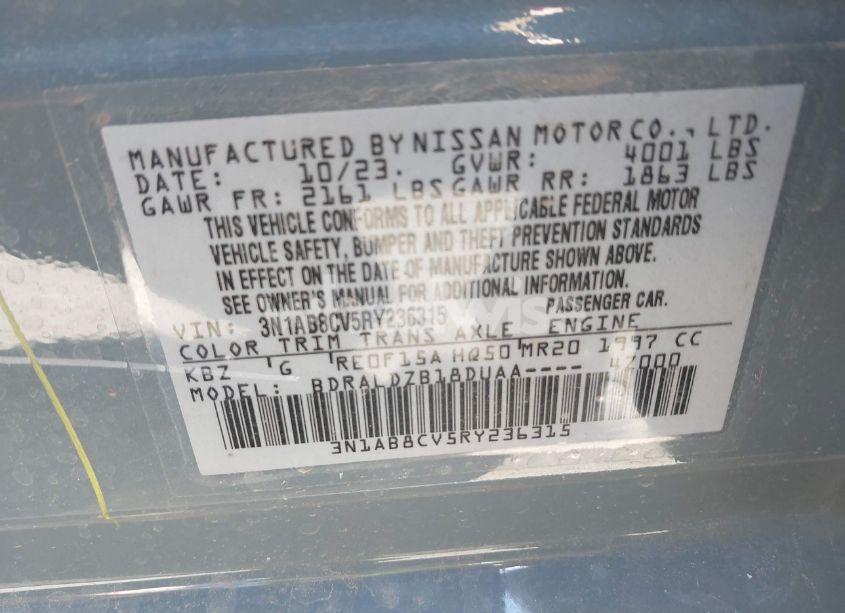 MANUFACTURED BY NISSAN MOTOR CO., LTD.
DATE: 10/23. GVWR: 4001 LBS
GAWR FR: 2161 LBS GAWR RR: 1863 LBS
THIS VEHICLE CONFORMS TO ALL APPLICABLE FEDERAL MOTOR
VEHICLE SAFETY, BUMPER AND THEFT PREVENTION STANDARDS
IN EFFECT ON THE DATE OF MANUFACTURE SHOWN ABOVE.
SEE OWNER'S MANUAL FOR ADDITIONAL INFORMATION.
VIN: 3N1AB8CV5RY236315 PASSENGER CAR.
COLOR TRIM TRANS AXLE ENGINE
KBZ G RE0F15A HQ50 MR20 1997 CC
MODEL: BDRALDZB18DUAA---- 47000
3N1AB8CV5RY236315